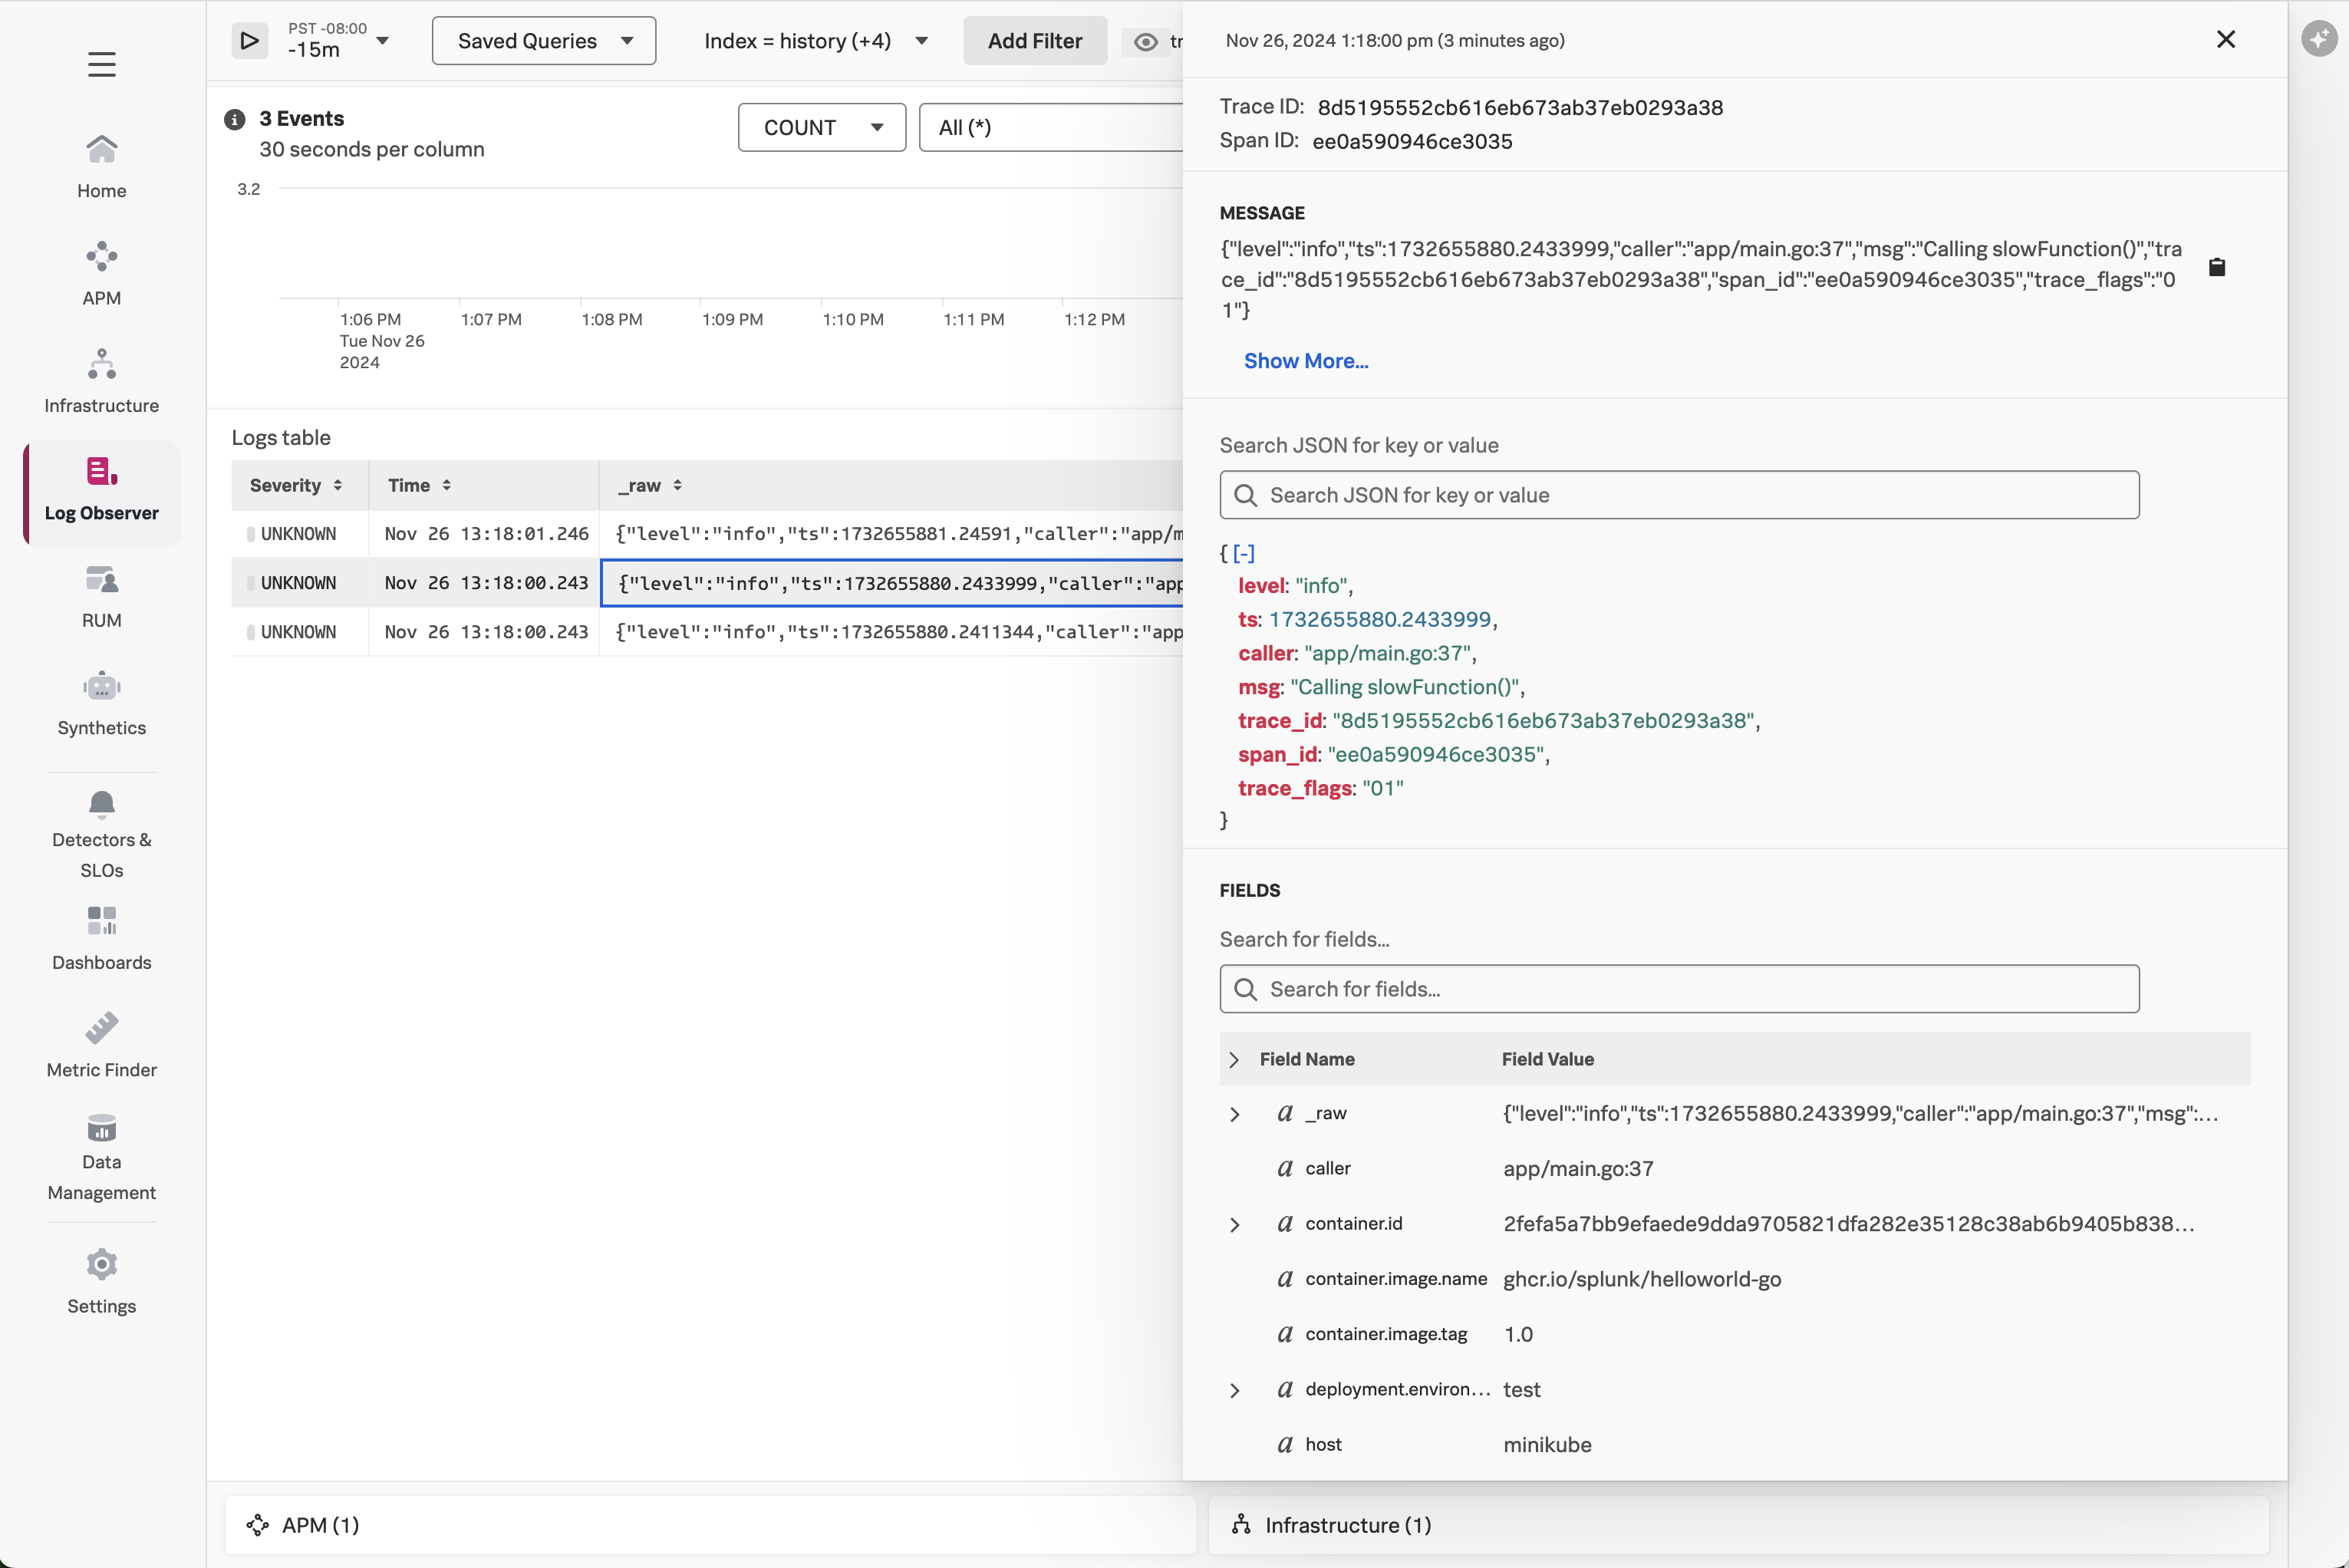 Home
APM
Infrastructure
Log Observer
RUM
Synthetics
Detectors &
SLOs
Dashboards
Metric Finder
Data
Management
Settings
PST -08:00
-15m
Saved Queries
Index = history (+4)
Add Filter
3 Events
30 seconds per column
COUNT
All (*)
3.2
1:06 PM 1:07 PM 1:08 PM 1:09 PM 1:10 PM 1:11 PM 1:12 PM
Tue Nov 26
2024
Logs table
Severity Time _raw
UNKNOWN Nov 26 13:18:01.246 {"level":"info","ts":1732655881.24591,"caller":"app/m
UNKNOWN Nov 26 13:18:00.243 {"level":"info","ts":1732655880.2433999,"caller":"app
UNKNOWN Nov 26 13:18:00.243 {"level":"info","ts":1732655880.2411344,"caller":"app
Nov 26, 2024 1:18:00 pm (3 minutes ago)
Trace ID: 8d5195552cb616eb673ab37eb0293a38
Span ID: ee0a590946ce3035
MESSAGE
{"level":"info","ts":1732655880.2433999,"caller":"app/main.go:37","msg":"Calling slowFunction()","tra
ce_id":"8d5195552cb616eb673ab37eb0293a38","span_id":"ee0a590946ce3035","trace_flags":"0
1"}
Show More...
Search JSON for key or value
Search JSON for key or value
{ [-]
level: "info",
ts: 1732655880.2433999,
caller: "app/main.go:37",
msg: "Calling slowFunction()",
trace_id: "8d5195552cb616eb673ab37eb0293a38",
span_id: "ee0a590946ce3035",
trace_flags: "01"
}
FIELDS
Search for fields...
Search for fields...
Field Name Field Value
a _raw {"level":"info","ts":1732655880.2433999,"caller":"app/main.go:37","msg":...
a caller app/main.go:37
a container.id 2fefa5a7bb9efaede9dda9705821dfa282e35128c38ab6b9405b838...
a container.image.name ghcr.io/splunk/helloworld-go
a container.image.tag 1.0
a deployment.environ... test
a host minikube
APM (1)
Infrastructure (1)